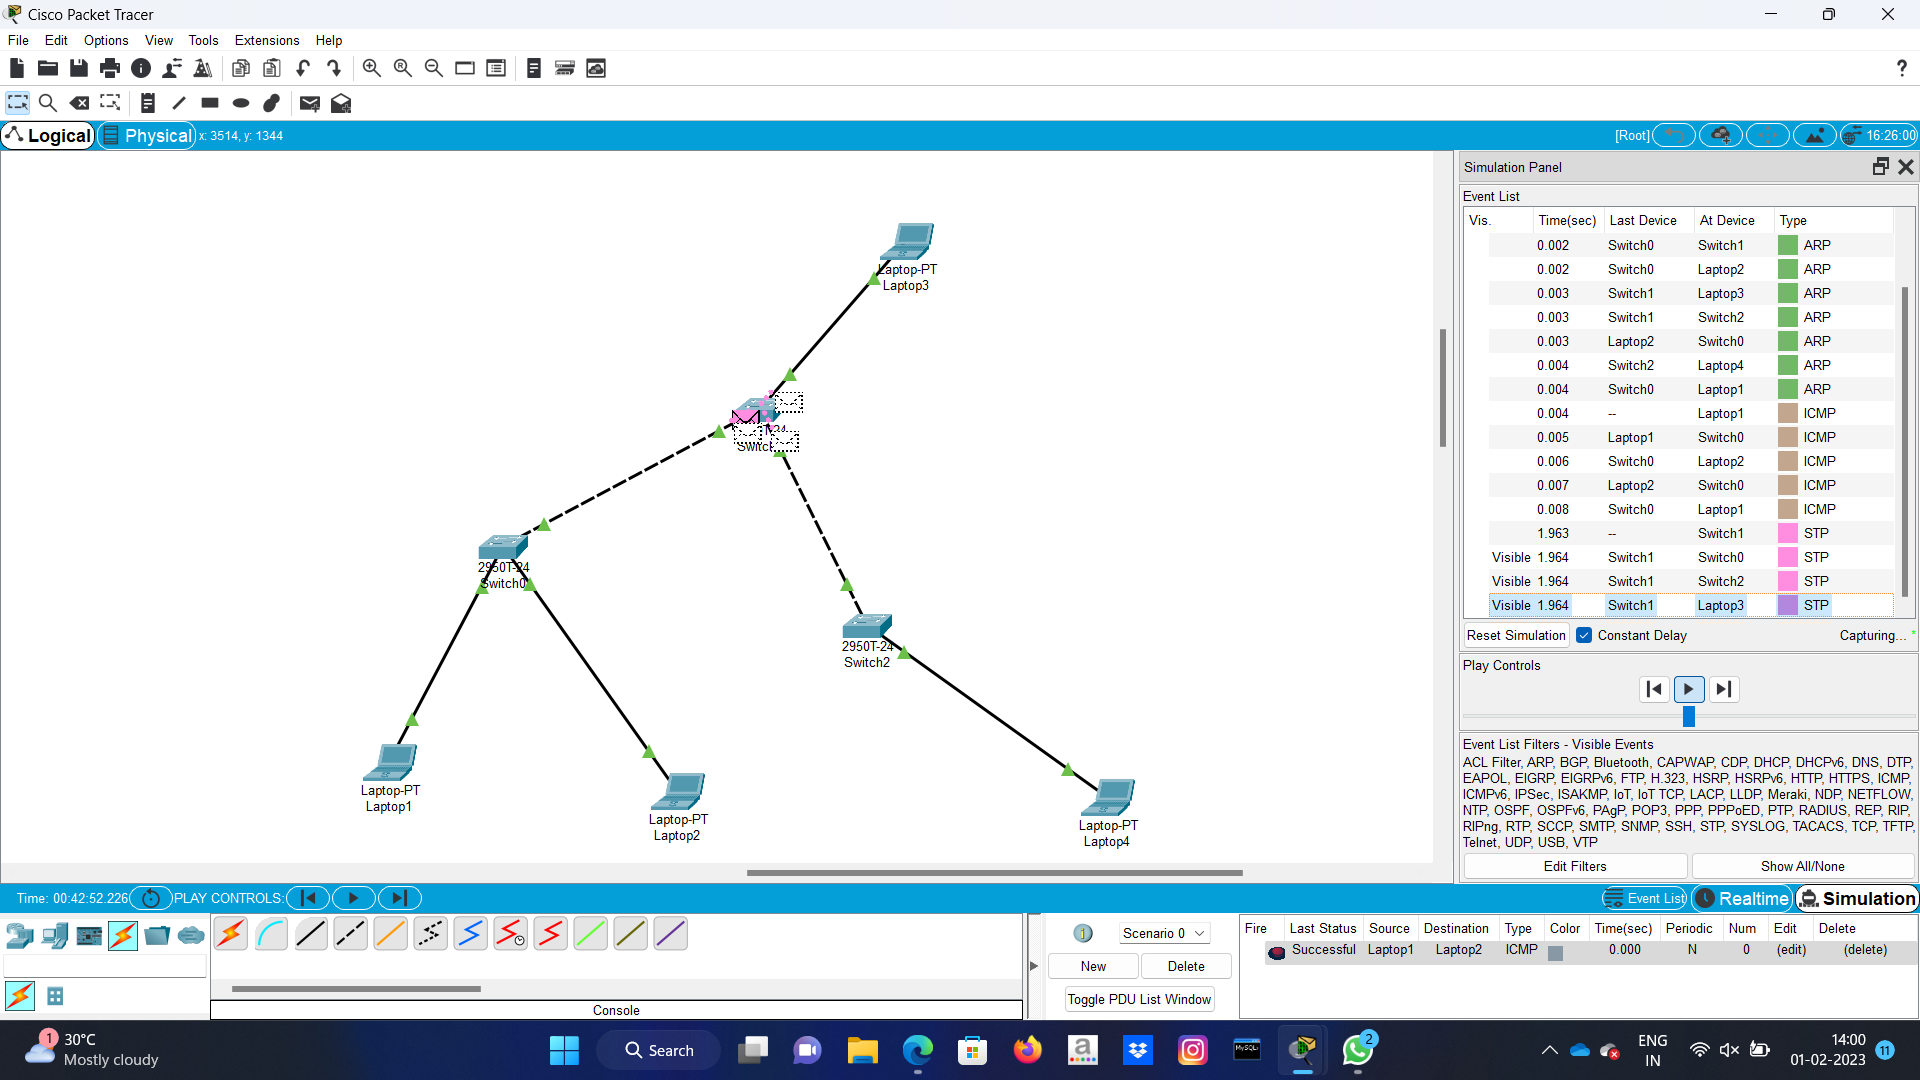 Cisco Packet Tracer
File Edit Options View Tools Extensions Help
Logical Physical x: 3514, y: 1344 [Root] 16:26:00
Simulation Panel
Event List
Vis. Time(sec) Last Device At Device Type
0.002 Switch0 Switch1 ARP
0.002 Switch0 Laptop2 ARP
0.003 Switch1 Laptop3 ARP
0.003 Switch1 Switch2 ARP
0.003 Laptop2 Switch0 ARP
0.004 Switch2 Laptop4 ARP
0.004 Switch0 Laptop1 ARP
0.004 -- Laptop1 ICMP
0.005 Laptop1 Switch0 ICMP
0.006 Switch0 Laptop2 ICMP
0.007 Laptop2 Switch0 ICMP
0.008 Switch0 Laptop1 ICMP
1.963 -- Switch1 STP
Visible 1.964 Switch1 Switch0 STP
Visible 1.964 Switch1 Switch2 STP
Visible 1.964 Switch1 Laptop3 STP
Reset Simulation Constant Delay Capturing...
Play Controls
Event List Filters - Visible Events
ACL Filter, ARP, BGP, Bluetooth, CAPWAP, CDP, DHCP, DHCPv6, DNS, DTP,
EAPOL, EIGRP, EIGRPv6, FTP, H.323, HSRP, HSRPv6, HTTP, HTTPS, ICMP,
ICMPv6, IPSec, ISAKMP, IoT, IoT TCP, LACP, LLDP, Meraki, NDP, NETFLOW,
NTP, OSPF, OSPFv6, PAgP, POP3, PPP, PPPoED, PTP, RADIUS, REP, RIP,
RIPng, RTP, SCCP, SMTP, SNMP, SSH, STP, SYSLOG, TACACS, TCP, TFTP,
Telnet, UDP, USB, VTP
Edit Filters Show All/None
Laptop-PT
Laptop3
2950T-24
Switch0
2950T-24
Switch2
Laptop-PT
Laptop1
Laptop-PT
Laptop2
Laptop-PT
Laptop4
Time: 00:42:52.226 PLAY CONTROLS: Event List Realtime Simulation
Scenario 0
New Delete
Toggle PDU List Window
Fire Last Status Source Destination Type Color Time(sec) Periodic Num Edit Delete
Successful Laptop1 Laptop2 ICMP 0.000 N 0 (edit) (delete)
Console
1 30°C
Mostly cloudy
Search
a
MySQL
2
ENG
IN
14:00
01-02-2023
11